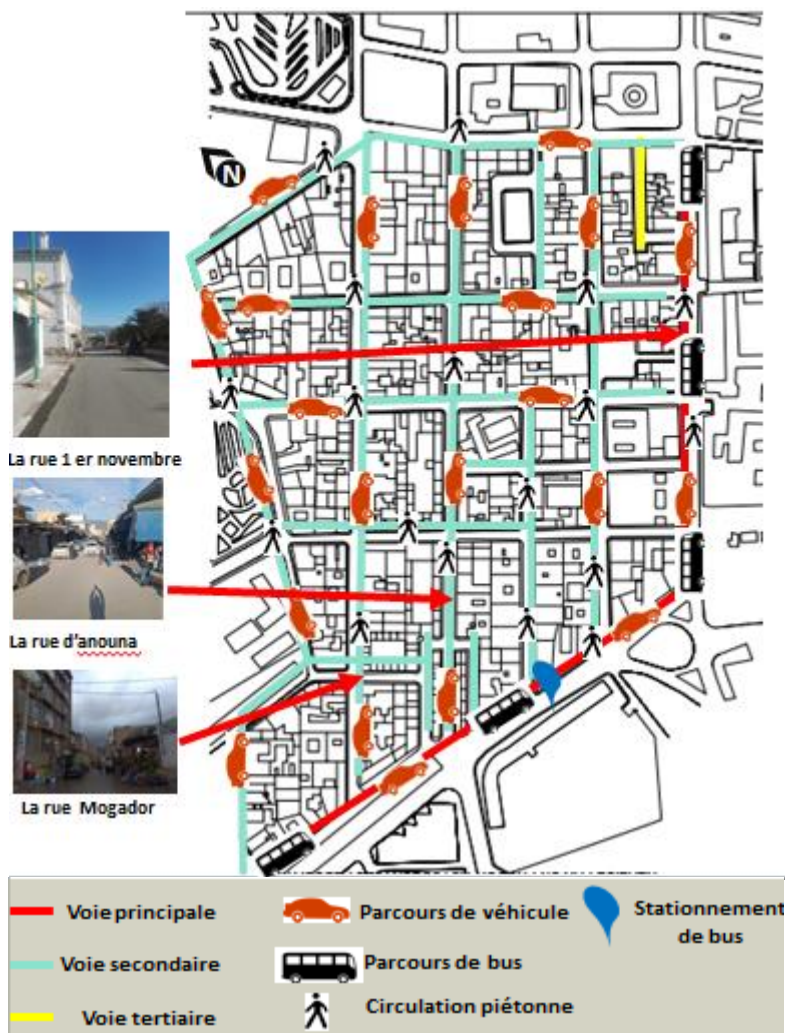 N
La rue 1 er novembre
La rue d'anouna
La rue Mogador
Voie principale
Parcours de véhicule
Stationnement
de bus
Voie secondaire
Parcours de bus
Voie tertiaire
Circulation piétonne